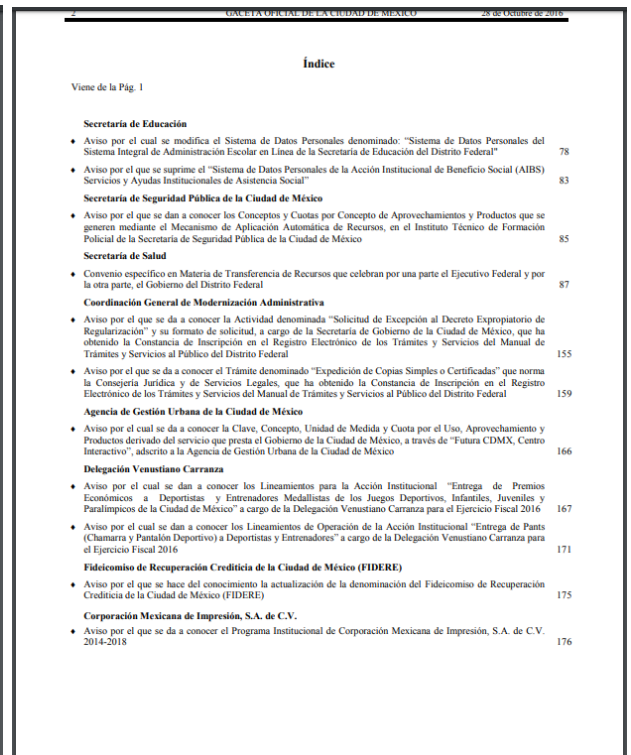 2 GACETA OFICIAL DE LA CIUDAD DE MÉXICO 28 de Octubre de 2016
Índice
Viene de la Pág. 1
Secretaría de Educación
♦ Aviso por el cual se modifica el Sistema de Datos Personales denominado: “Sistema de Datos Personales del
Sistema Integral de Administración Escolar en Línea de la Secretaría de Educación del Distrito Federal" 78
♦ Aviso por el que se suprime el “Sistema de Datos Personales de la Acción Institucional de Beneficio Social (AIBS)
Servicios y Ayudas Institucionales de Asistencia Social” 83
Secretaría de Seguridad Pública de la Ciudad de México
♦ Aviso por el que se dan a conocer los Conceptos y Cuotas por Concepto de Aprovechamientos y Productos que se
generen mediante el Mecanismo de Aplicación Automática de Recursos, en el Instituto Técnico de Formación
Policial de la Secretaría de Seguridad Pública de la Ciudad de México 85
Secretaría de Salud
♦ Convenio específico en Materia de Transferencia de Recursos que celebran por una parte el Ejecutivo Federal y por
la otra parte, el Gobierno del Distrito Federal 87
Coordinación General de Modernización Administrativa
♦ Aviso por el que se da a conocer la Actividad denominada “Solicitud de Excepción al Decreto Expropiatorio de
Regularización” y su formato de solicitud, a cargo de la Secretaría de Gobierno de la Ciudad de México, que ha
obtenido la Constancia de Inscripción en el Registro Electrónico de los Trámites y Servicios del Manual de
Trámites y Servicios al Público del Distrito Federal 155
♦ Aviso por el que se da a conocer el Trámite denominado “Expedición de Copias Simples o Certificadas” que norma
la Consejería Jurídica y de Servicios Legales, que ha obtenido la Constancia de Inscripción en el Registro
Electrónico de los Trámites y Servicios del Manual de Trámites y Servicios al Público del Distrito Federal 159
Agencia de Gestión Urbana de la Ciudad de México
♦ Aviso por el cual se da a conocer la Clave, Concepto, Unidad de Medida y Cuota por el Uso, Aprovechamiento y
Productos derivado del servicio que presta el Gobierno de la Ciudad de México, a través de “Futura CDMX, Centro
Interactivo”, adscrito a la Agencia de Gestión Urbana de la Ciudad de México 166
Delegación Venustiano Carranza
♦ Aviso por el cual se dan a conocer los Lineamientos para la Acción Institucional “Entrega de Premios
Económicos a Deportistas y Entrenadores Medallistas de los Juegos Deportivos, Infantiles, Juveniles y
Paralímpicos de la Ciudad de México” a cargo de la Delegación Venustiano Carranza para el Ejercicio Fiscal 2016 167
♦ Aviso por el cual se dan a conocer los Lineamientos de Operación de la Acción Institucional “Entrega de Pants
(Chamarra y Pantalón Deportivo) a Deportistas y Entrenadores” a cargo de la Delegación Venustiano Carranza para
el Ejercicio Fiscal 2016 171
Fideicomiso de Recuperación Crediticia de la Ciudad de México (FIDERE)
♦ Aviso por el que se hace del conocimiento la actualización de la denominación del Fideicomiso de Recuperación
Crediticia de la Ciudad de México (FIDERE) 175
Corporación Mexicana de Impresión, S.A. de C.V.
♦ Aviso por el que se da a conocer el Programa Institucional de Corporación Mexicana de Impresión, S.A. de C.V.
2014-2018 176